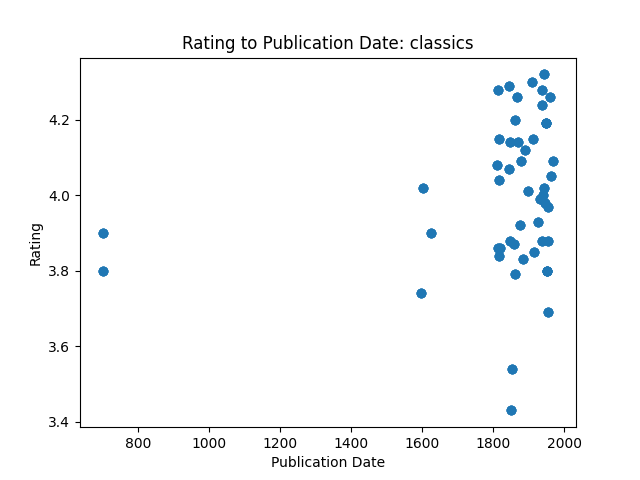 Rating to Publication Date: classics
4.2
4.0
3.8
3.6
3.4
Rating
800 1000 1200 1400 1600 1800 2000
Publication Date